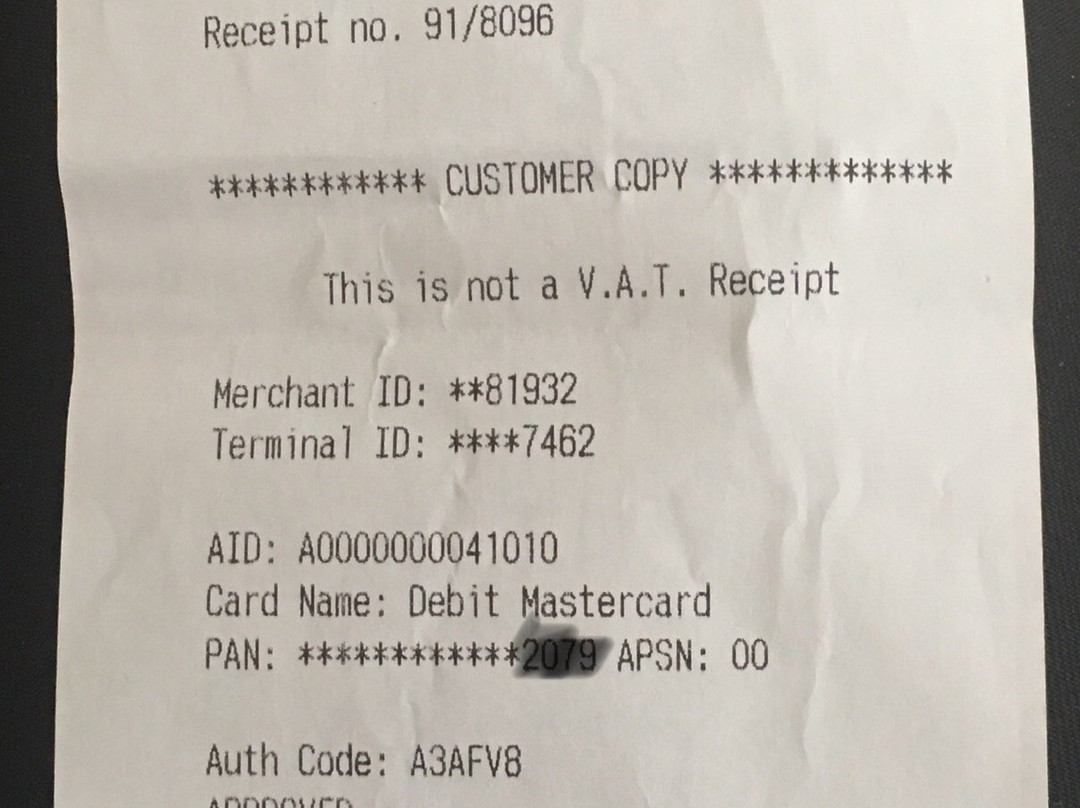 Receipt no. 91/8096
************ CUSTOMER COPY *************
This is not a V.A.T. Receipt
Merchant ID: **81932
Terminal ID: ****7462
AID: A0000000041010
Card Name: Debit Mastercard
PAN: ************2079 APSN: 00
Auth Code: A3AFV8